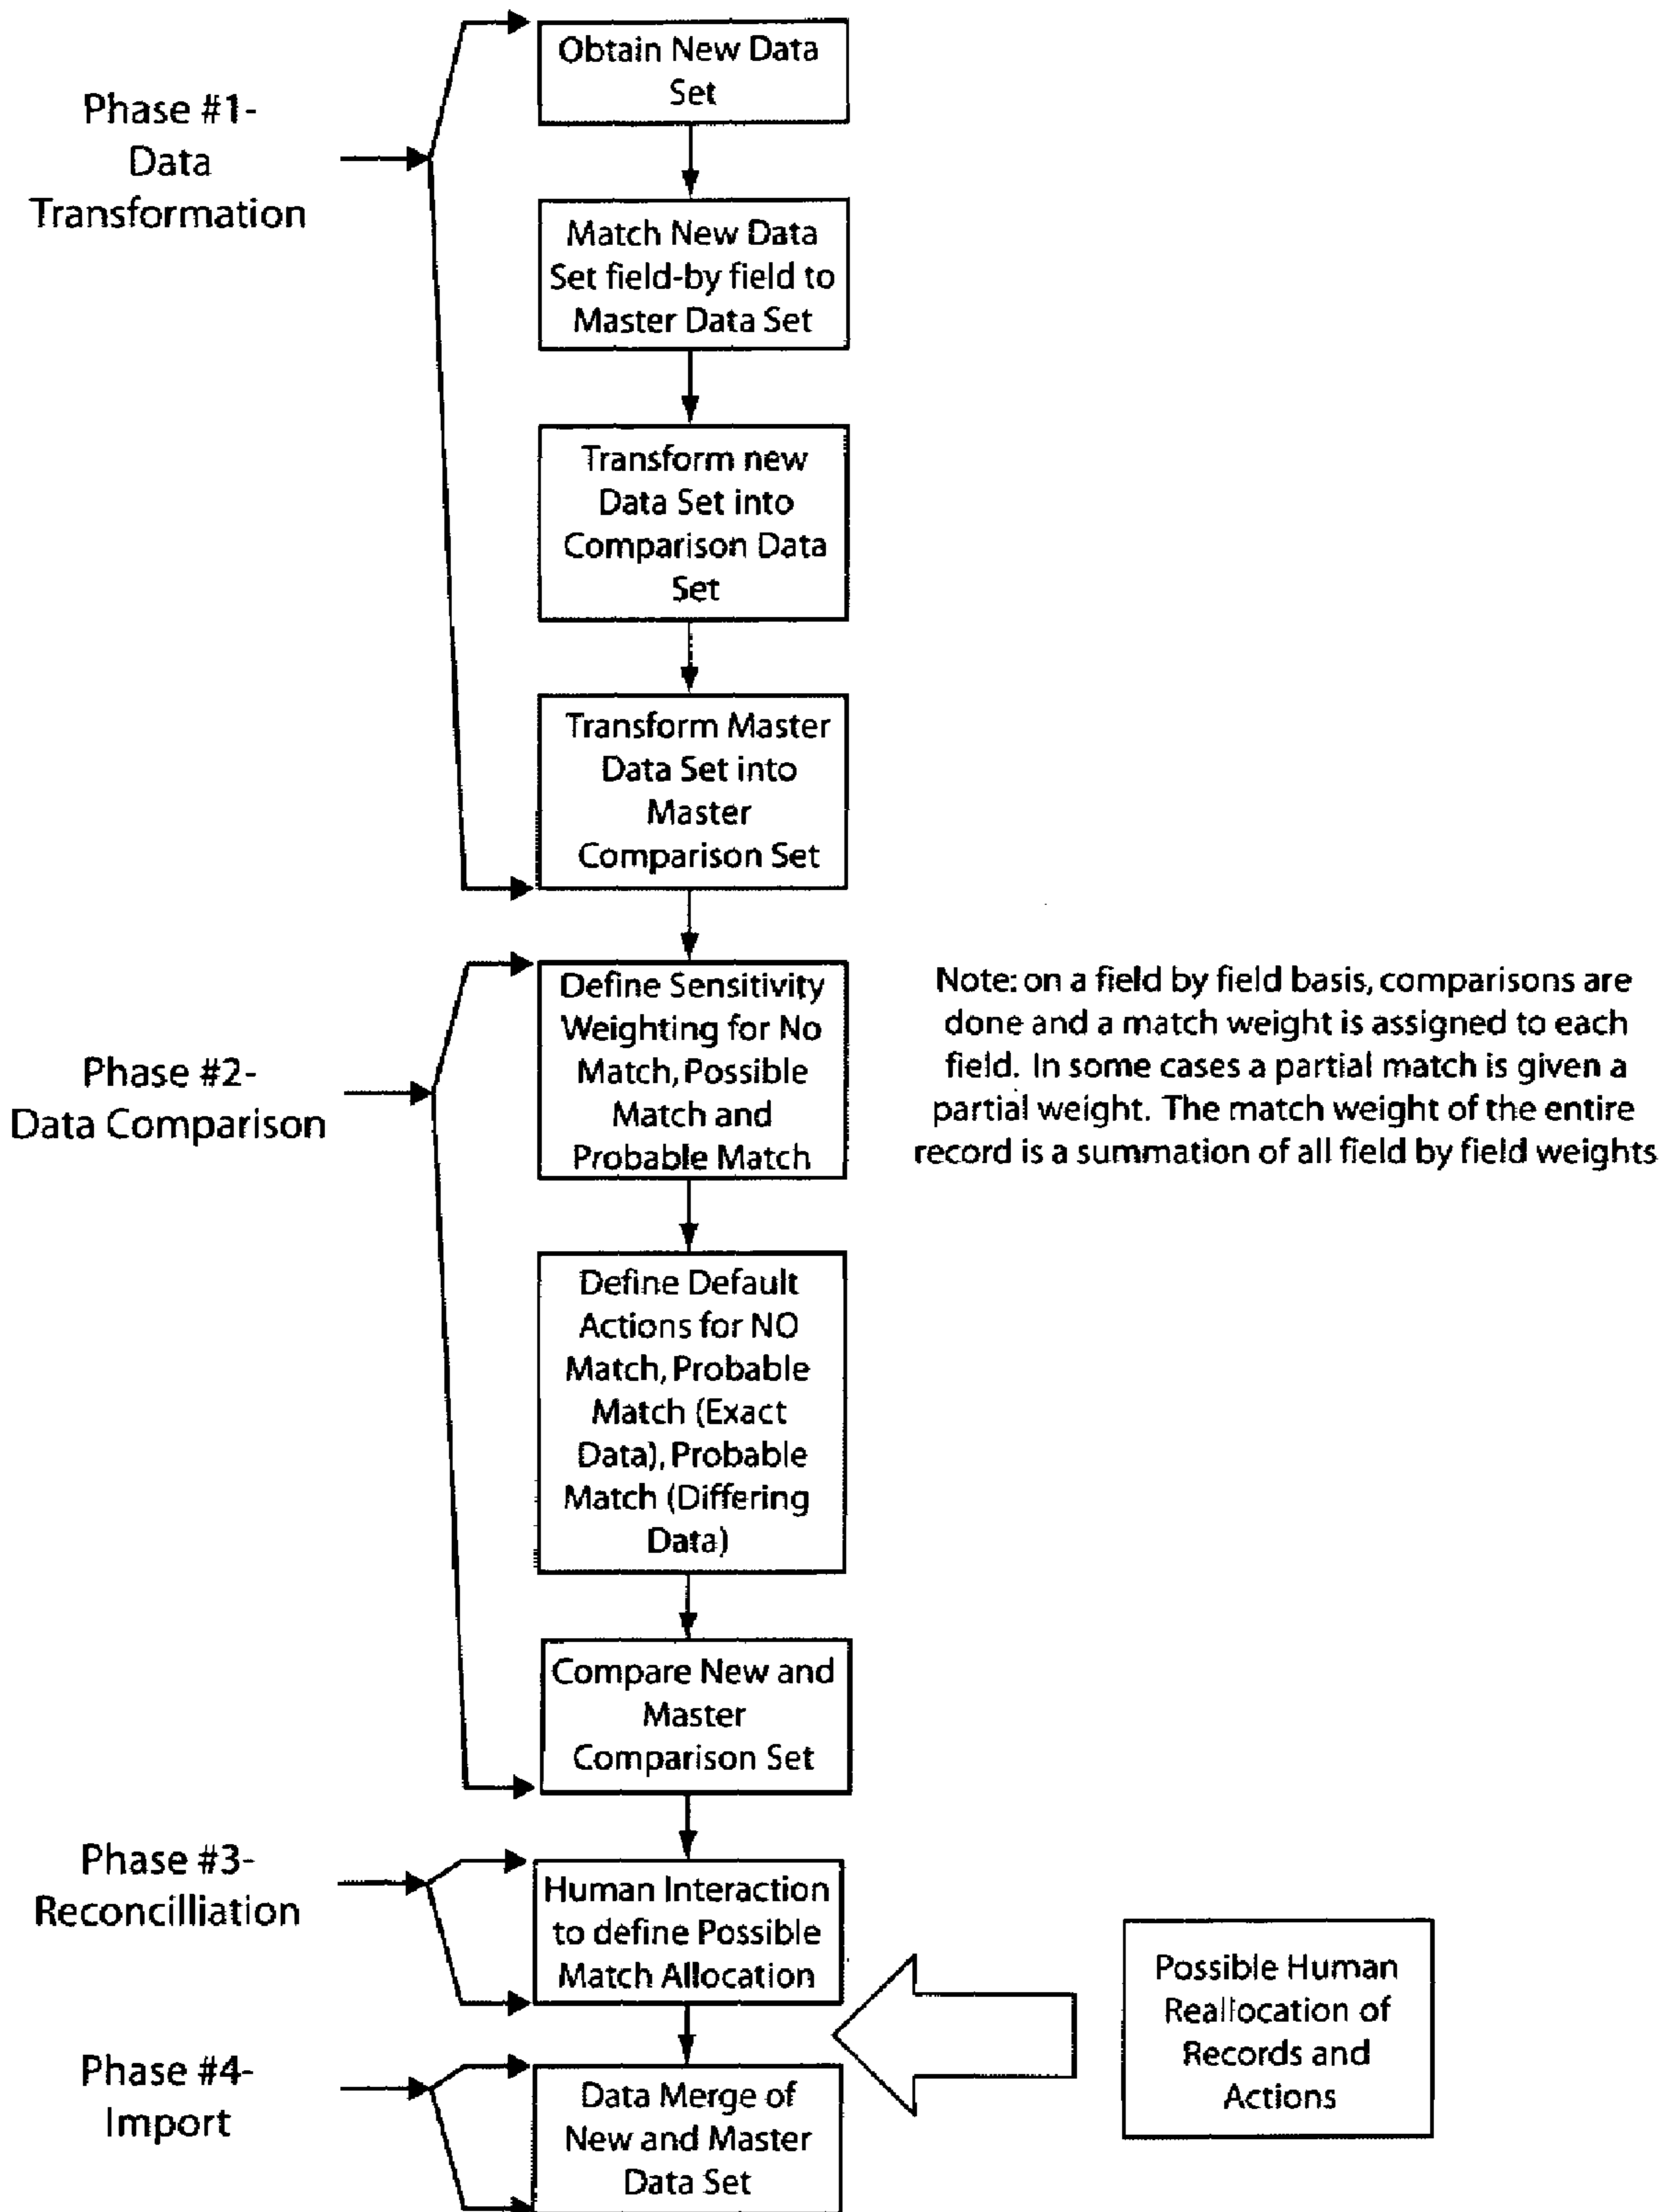 Phase #1-
Data
Transformation
Obtain New Data
Set
Match New Data
Set field-by field to
Master Data Set
Transform new
Data Set into
Comparison Data
Set
Transform Master
Data Set into
Master
Comparison Set
Phase #2-
Data Comparison
Define Sensitivity
Weighting for No
Match, Possible
Match and
Probable Match
Note: on a field by field basis, comparisons are
done and a match weight is assigned to each
field. In some cases a partial match is given a
partial weight. The match weight of the entire
record is a summation of all field by field weights
Define Default
Actions for NO
Match, Probable
Match (Exact
Data), Probable
Match (Differing
Data)
Compare New and
Master
Comparison Set
Phase #3-
Reconcilliation
Human Interaction
to define Possible
Match Allocation
Possible Human
Reallocation of
Records and
Actions
Phase #4-
Import
Data Merge of
New and Master
Data Set